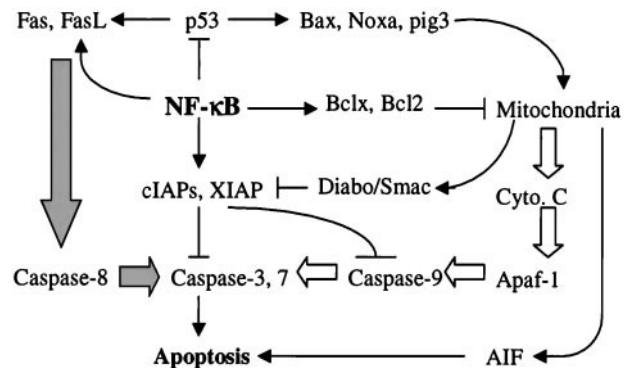 Fas, FasL p53 Bax, Noxa, pig3
NF-κB Bclx, Bcl2 Mitochondria
cIAPs, XIAP Diabo/Smac Cyto. C
Caspase-8 Caspase-3, 7 Caspase-9 Apaf-1
Apoptosis AIF